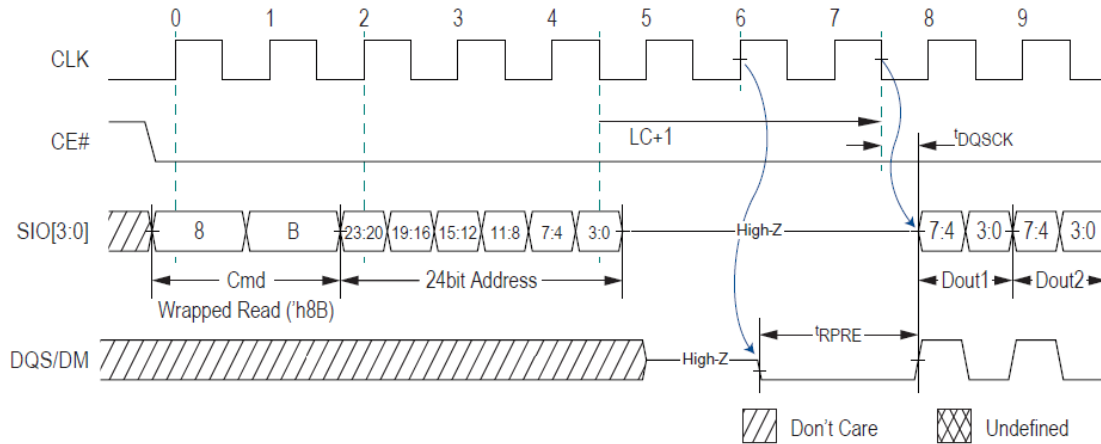 0 1 2 3 4 5 6 7 8 9
CLK
CE#
LC+1
tDQSCK
SIO[3:0]
8 B 23:20 19:16 15:12 11:8 7:4 3:0 High-Z 7:4 3:0 7:4 3:0
Cmd 24bit Address Dout1 Dout2
Wrapped Read ('h8B)
tRPRE
DQS/DM High-Z
Don't Care Undefined